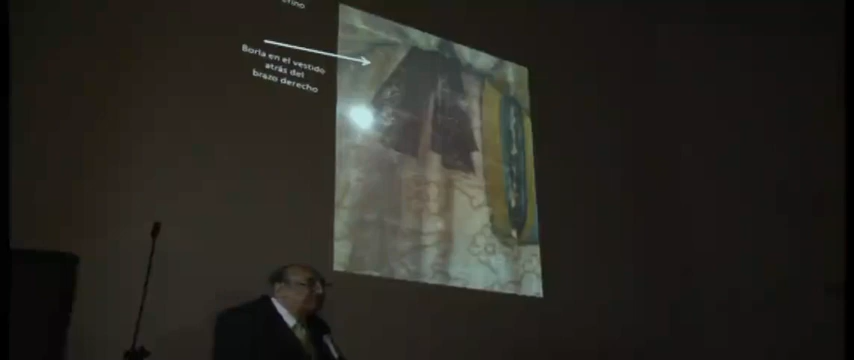 Borla en el vestido
atrás del
brazo derecho